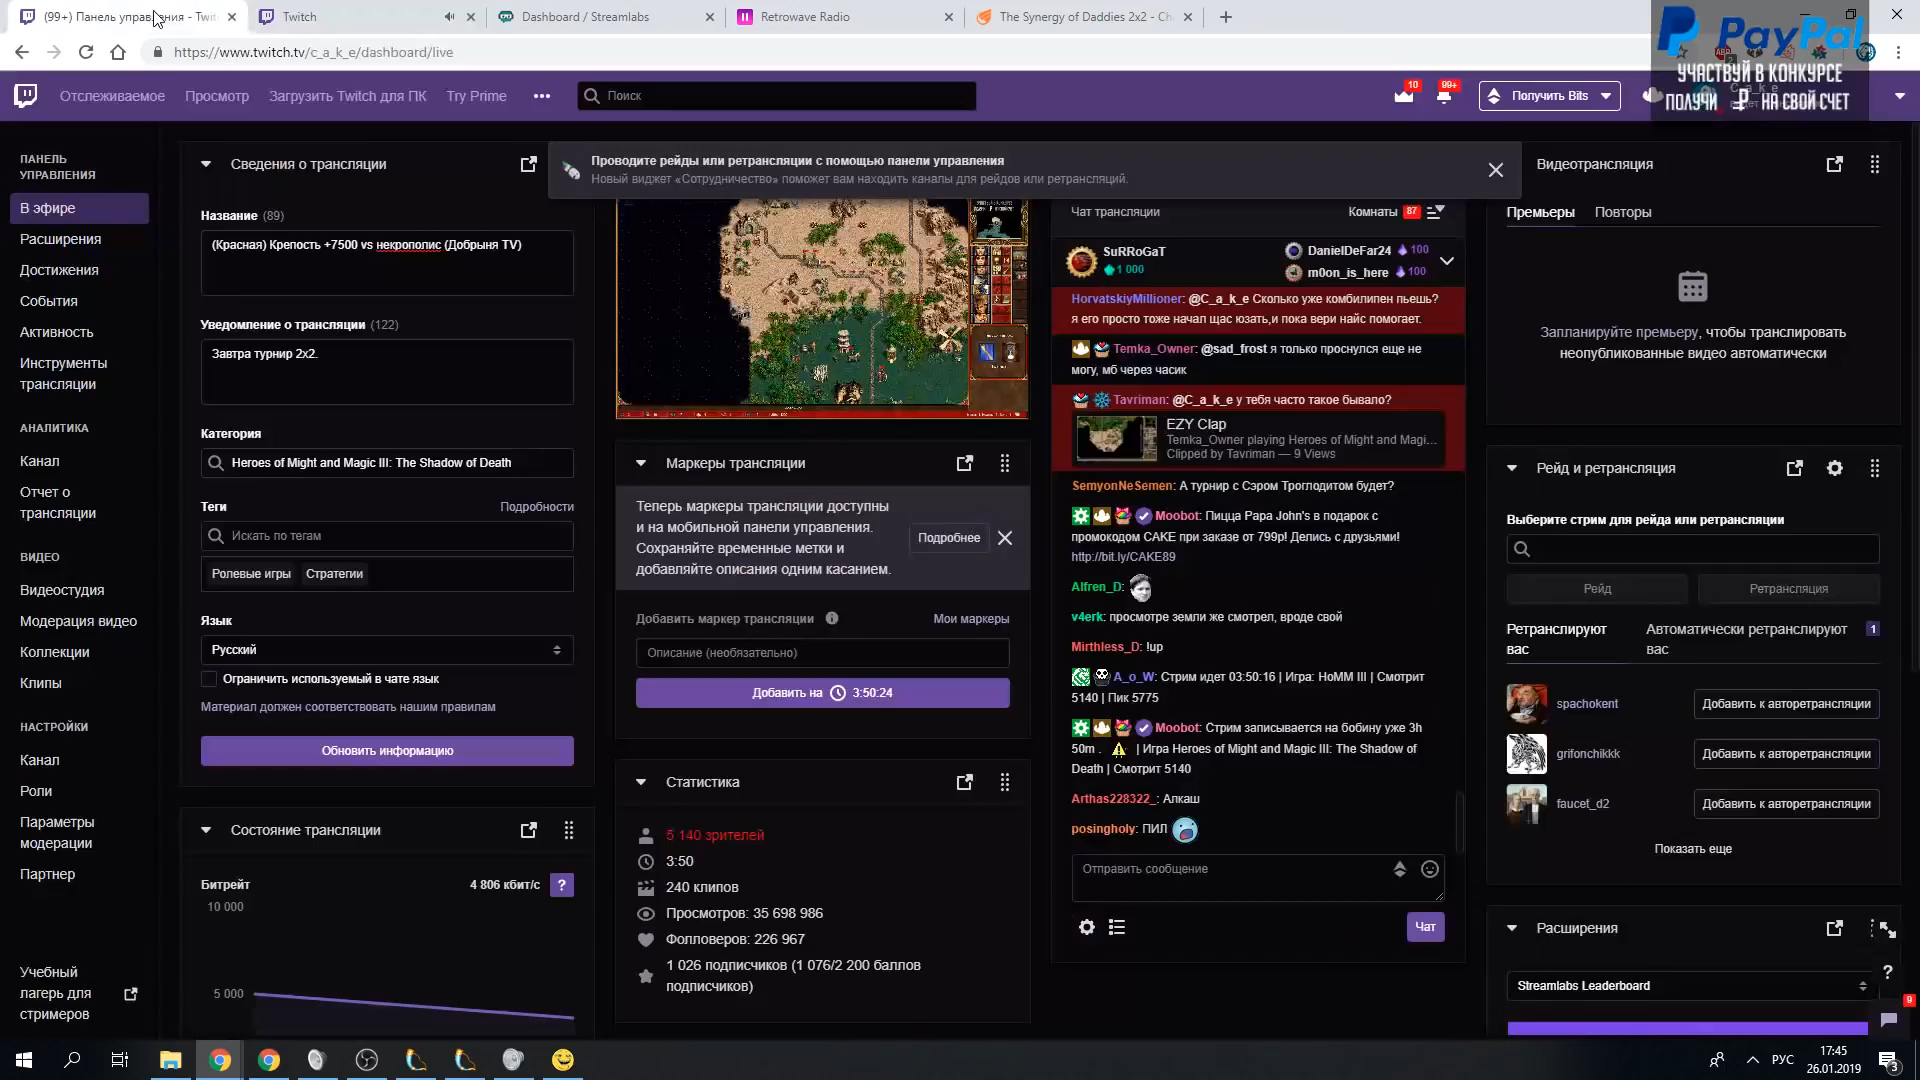 (99+) Панель управления - Twit
Twitch
Dashboard / Streamlabs
Retrowave Radio
The Synergy of Daddies 2x2 - Ch
https://www.twitch.tv/c_a_k_e/dashboard/live
PayPal
УЧАСТВУЙ В КОНКУРСЕ
ПОЛУЧИ ₽ НА СВОЙ СЧЕТ
Отслеживаемое
Просмотр
Загрузить Twitch для ПК
Try Prime
Поиск
10
99+
Получить Bits
ПАНЕЛЬ
УПРАВЛЕНИЯ
В эфире
Расширения
Достижения
События
Активность
Инструменты
трансляции
АНАЛИТИКА
Канал
Отчет о
трансляции
ВИДЕО
Видеостудия
Модерация видео
Коллекции
Клипы
НАСТРОЙКИ
Канал
Роли
Параметры
модерации
Партнер
Учебный
лагерь для
стримеров
Сведения о трансляции
Название (89)
(Красная) Крепость +7500 vs некрополис (Добрыня TV)
Уведомление о трансляции (122)
Завтра турнир 2x2.
Категория
Heroes of Might and Magic III: The Shadow of Death
Теги
Подробности
Искать по тегам
Ролевые игры
Стратегии
Язык
Русский
Ограничить используемый в чате язык
Материал должен соответствовать нашим правилам
Обновить информацию
Состояние трансляции
Битрейт
4 806 кбит/с
?
10 000
5 000
Проводите рейды или ретрансляции с помощью панели управления
Новый виджет «Сотрудничество» поможет вам находить каналы для рейдов или ретрансляций.
Маркеры трансляции
Теперь маркеры трансляции доступны
и на мобильной панели управления.
Сохраняйте временные метки и
добавляйте описания одним касанием.
Подробнее
Добавить маркер трансляции
Мои маркеры
Описание (необязательно)
Добавить на 3:50:24
Статистика
5 140 зрителей
3:50
240 клипов
Просмотров: 35 698 986
Фолловеров: 226 967
1 026 подписчиков (1 076/2 200 баллов
подписчиков)
Чат трансляции
Комнаты 87
SuRRoGaT
1 000
DanielDeFar24 100
m0on_is_here 100
HorvatskiyMillioner: @C_a_k_e Сколько уже комбилипен пьешь?
я его просто тоже начал щас юзать,и пока вери найс помогает.
Temka_Owner: @sad_frost я только проснулся еще не
могу, мб через часик
Tavriman: @C_a_k_e у тебя часто такое бывало?
EZY Clap
Temka_Owner playing Heroes of Might and Magi...
Clipped by Tavriman — 9 Views
SemyonNeSemen: А турнир с Сэром Троглодитом будет?
Moobot: Пицца Papa John's в подарок с
промокодом CAKE при заказе от 799р! Делись с друзьями!
http://bit.ly/CAKE89
Alfren_D:
v4erk: просмотре земли же смотрел, вроде свой
Mirthless_D: !up
A_o_W: Стрим идет 03:50:16 | Игра: HoMM III | Смотрят
5140 | Пик 5775
Moobot: Стрим записывается на бобину уже 3h
50m . | Игра Heroes of Might and Magic III: The Shadow of
Death | Смотрят 5140
Arthas228322_: Алкаш
posingholy: ПИЛ
Отправить сообщение
Чат
Видеотрансляция
Премьеры
Повторы
Запланируйте премьеру, чтобы транслировать
неопубликованные видео автоматически
Рейд и ретрансляция
Выберите стрим для рейда или ретрансляции
Рейд
Ретрансляция
Ретранслируют
вас
Автоматически ретранслируют
вас
1
spachokent
Добавить к авторетрансляции
grifonchikkk
Добавить к авторетрансляции
faucet_d2
Добавить к авторетрансляции
Показать еще
Расширения
Streamlabs Leaderboard
?
9
РУС
17:45
26.01.2019
3